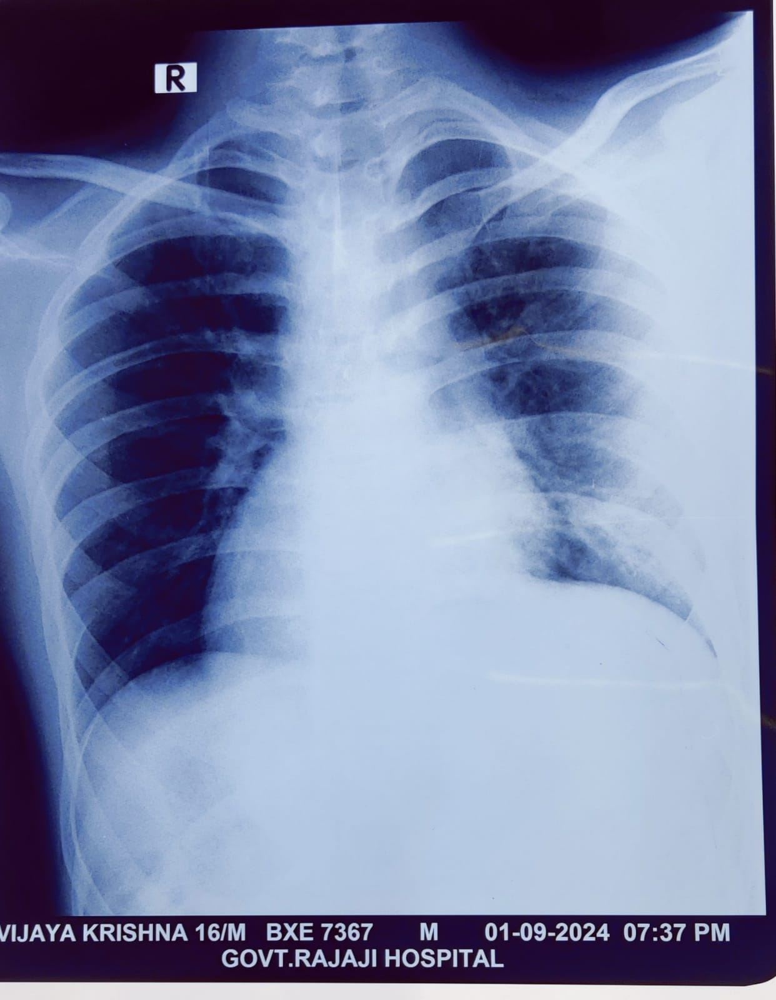 R
VIJAYA KRISHNA 16/M BXE 7367 M 01-09-2024 07:37 PM
GOVT.RAJAJI HOSPITAL